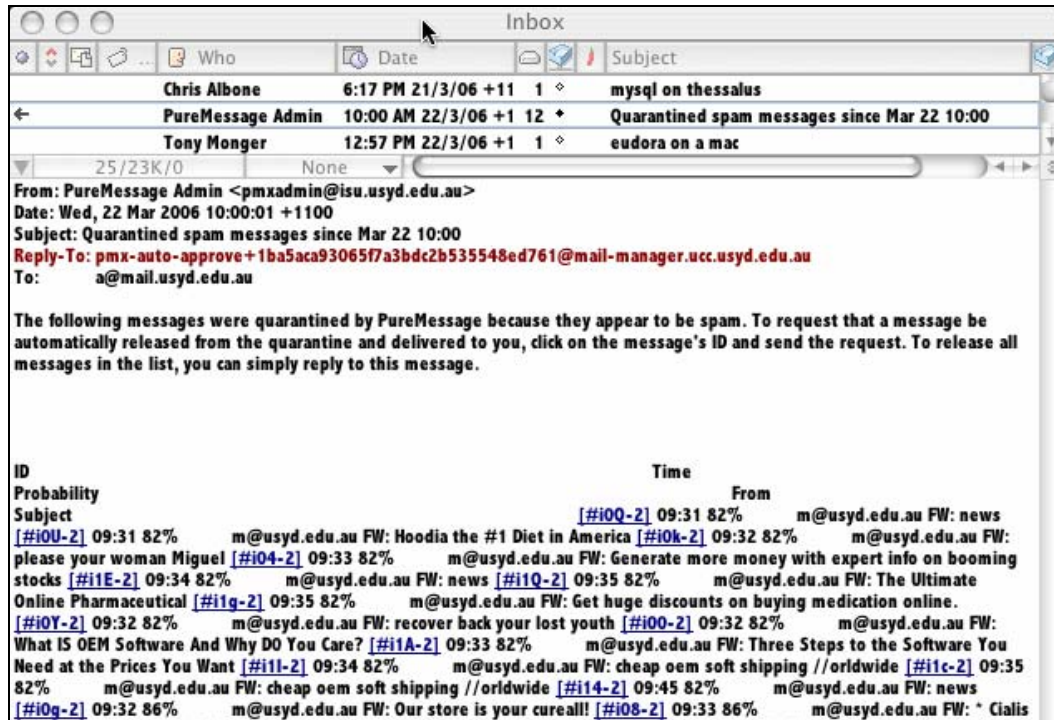 Inbox
... Who Date Subject
Chris Albone 6:17 PM 21/3/06 +11 1 mysql on thessalus
PureMessage Admin 10:00 AM 22/3/06 +1 12 Quarantined spam messages since Mar 22 10:00
Tony Monger 12:57 PM 22/3/06 +1 1 eudora on a mac
25/23K/0 None
From: PureMessage Admin <pmxadmin@isu.usyd.edu.au>
Date: Wed, 22 Mar 2006 10:00:01 +1100
Subject: Quarantined spam messages since Mar 22 10:00
Reply-To: pmx-auto-approve+1ba5aca93065f7a3bdc2b535548ed761@mail-manager.ucc.usyd.edu.au
To: a@mail.usyd.edu.au
The following messages were quarantined by PureMessage because they appear to be spam. To request that a message be
automatically released from the quarantine and delivered to you, click on the message's ID and send the request. To release all
messages in the list, you can simply reply to this message.
ID Time
Probability From
Subject [#i0Q-2] 09:31 82% m@usyd.edu.au FW: news
[#i0U-2] 09:31 82% m@usyd.edu.au FW: Hoodia the #1 Diet in America [#i0k-2] 09:32 82% m@usyd.edu.au FW:
please your woman Miguel [#i04-2] 09:33 82% m@usyd.edu.au FW: Generate more money with expert info on booming
stocks [#i1E-2] 09:34 82% m@usyd.edu.au FW: news [#i1Q-2] 09:35 82% m@usyd.edu.au FW: The Ultimate
Online Pharmaceutical [#i1g-2] 09:35 82% m@usyd.edu.au FW: Get huge discounts on buying medication online.
[#i0Y-2] 09:32 82% m@usyd.edu.au FW: recover back your lost youth [#i00-2] 09:32 82% m@usyd.edu.au FW:
What IS OEM Software And Why DO You Care? [#i1A-2] 09:33 82% m@usyd.edu.au FW: Three Steps to the Software You
Need at the Prices You Want [#i1I-2] 09:34 82% m@usyd.edu.au FW: cheap oem soft shipping //orldwide [#i1c-2] 09:35
82% m@usyd.edu.au FW: cheap oem soft shipping //orldwide [#i14-2] 09:45 82% m@usyd.edu.au FW: news
[#i0g-2] 09:32 86% m@usyd.edu.au FW: Our store is your cureall! [#i08-2] 09:33 86% m@usyd.edu.au FW: * Cialis